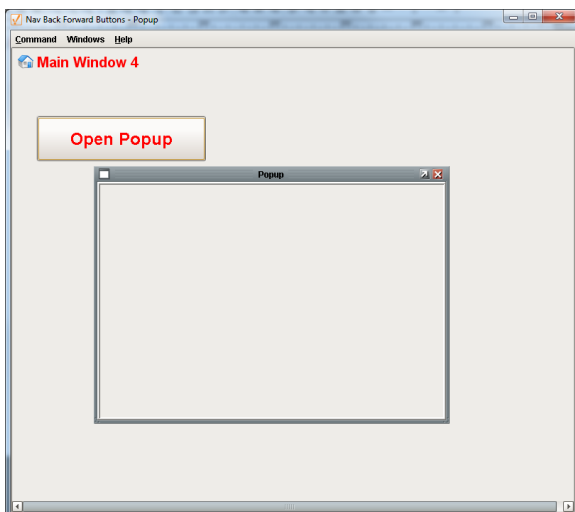 Nav Back Forward Buttons - Popup
Command Windows Help
Main Window 4
Open Popup
Popup